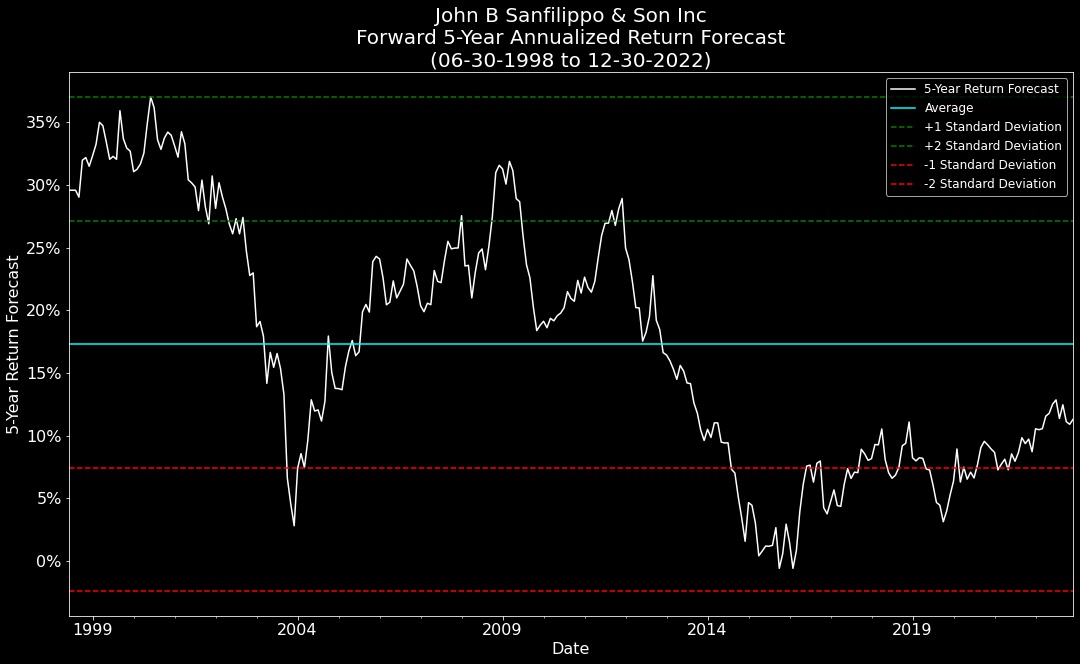 John B Sanfilippo & Son Inc
Forward 5-Year Annualized Return Forecast
(06-30-1998 to 12-30-2022)
5-Year Return Forecast
Average
+1 Standard Deviation
+2 Standard Deviation
-1 Standard Deviation
-2 Standard Deviation
35%
30%
25%
20%
15%
10%
5%
0%
5-Year Return Forecast
1999
2004
2009
2014
2019
Date